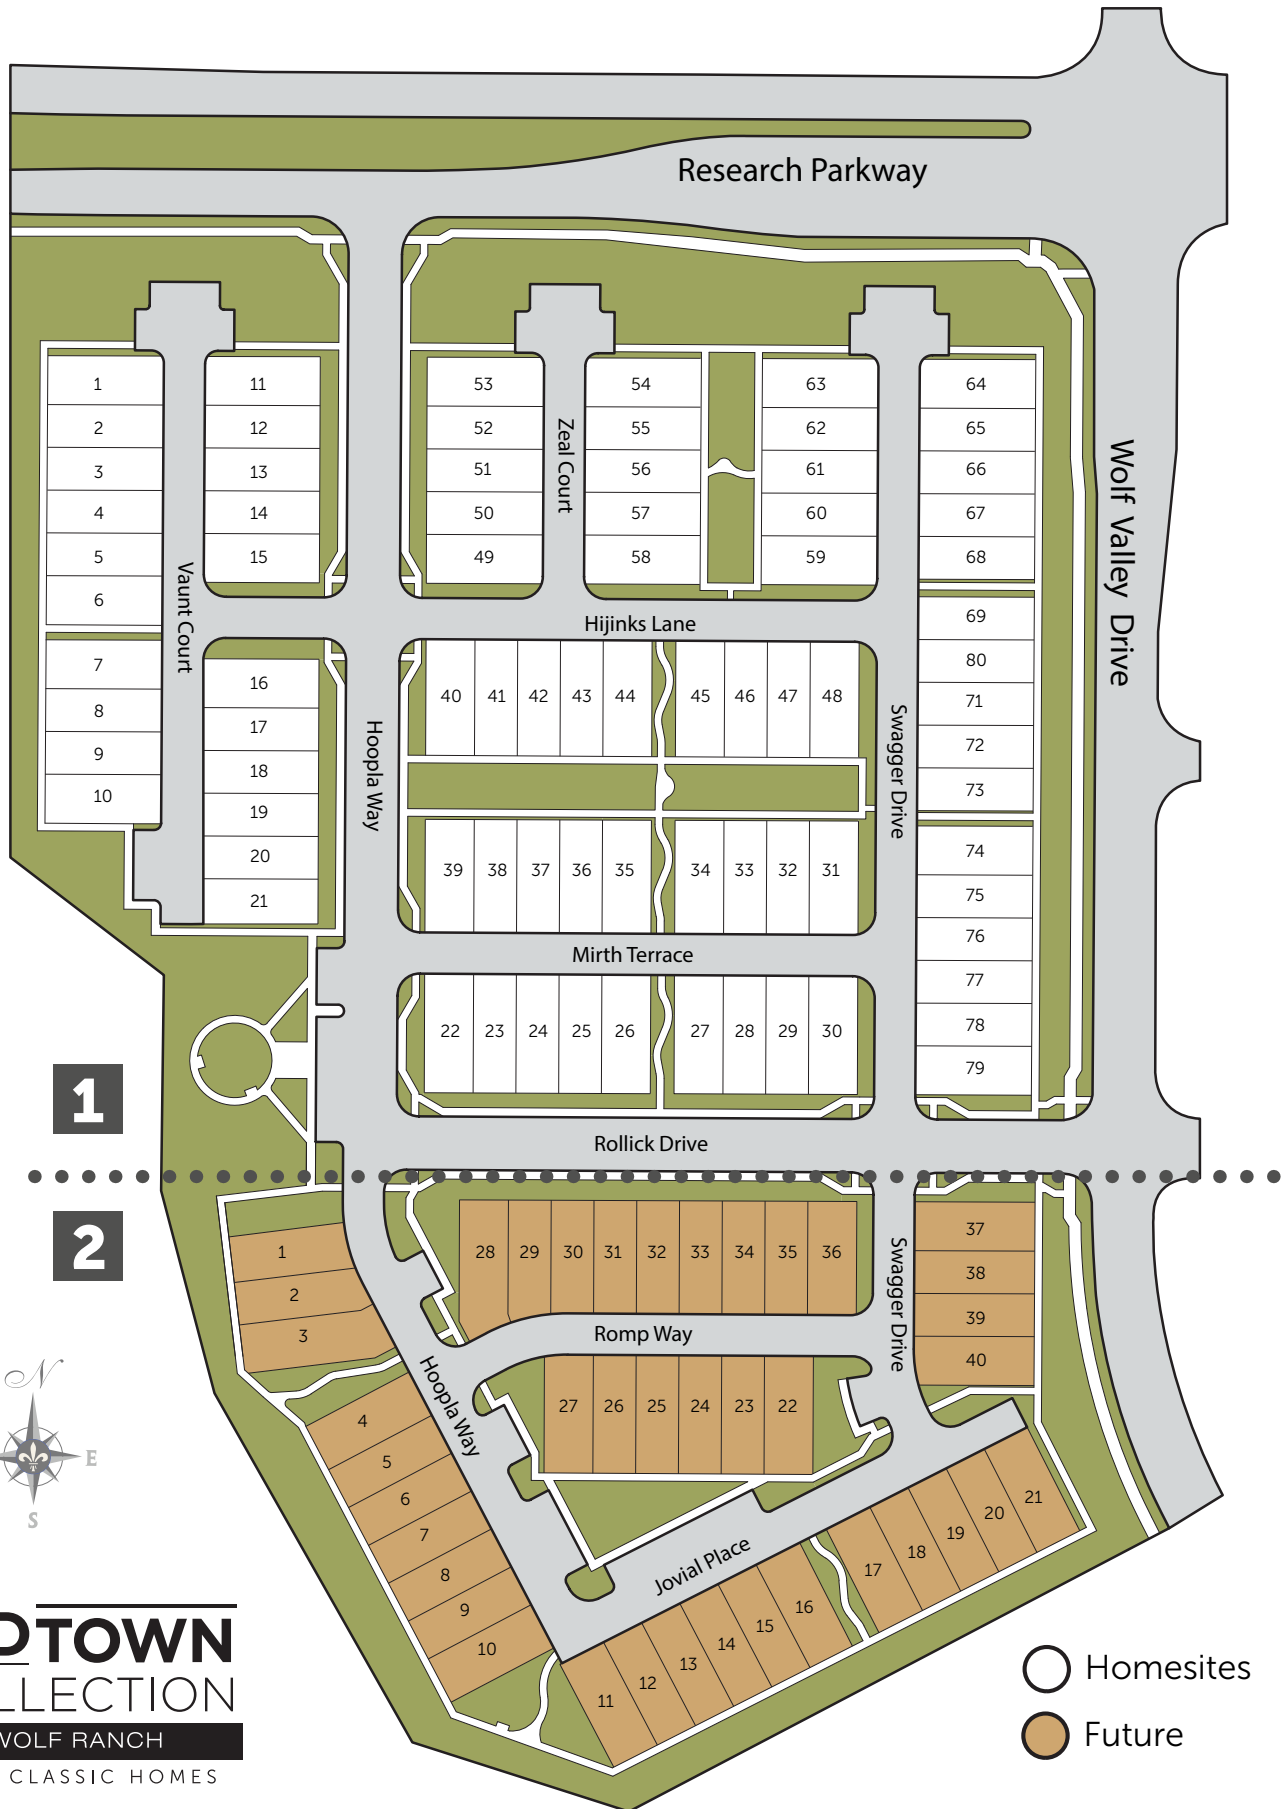 Research Parkway
Wolf Valley Drive
1
2
3
4
5
6
7
8
9
10
Vaunt Court
11
12
13
14
15
16
17
18
19
20
21
Hoopla Way
53
52
51
50
49
Zeal Court
54
55
56
57
58
63
62
61
60
59
64
65
66
67
68
69
80
71
72
73
74
75
76
77
78
79
Swagger Drive
Hijinks Lane
40 41 42 43 44 45 46 47 48
39 38 37 36 35 34 33 32 31
Mirth Terrace
22 23 24 25 26 27 28 29 30
Rollick Drive
1
2
1
2
3
4
5
6
7
8
9
10
Hoopla Way
28 29 30 31 32 33 34 35 36
Romp Way
27 26 25 24 23 22
Swagger Drive
37
38
39
40
Jovial Place
11 12 13 14 15 16 17 18 19 20 21
N
E
S
TOWN
LLECTION
WOLF RANCH
CLASSIC HOMES
Homesites
Future